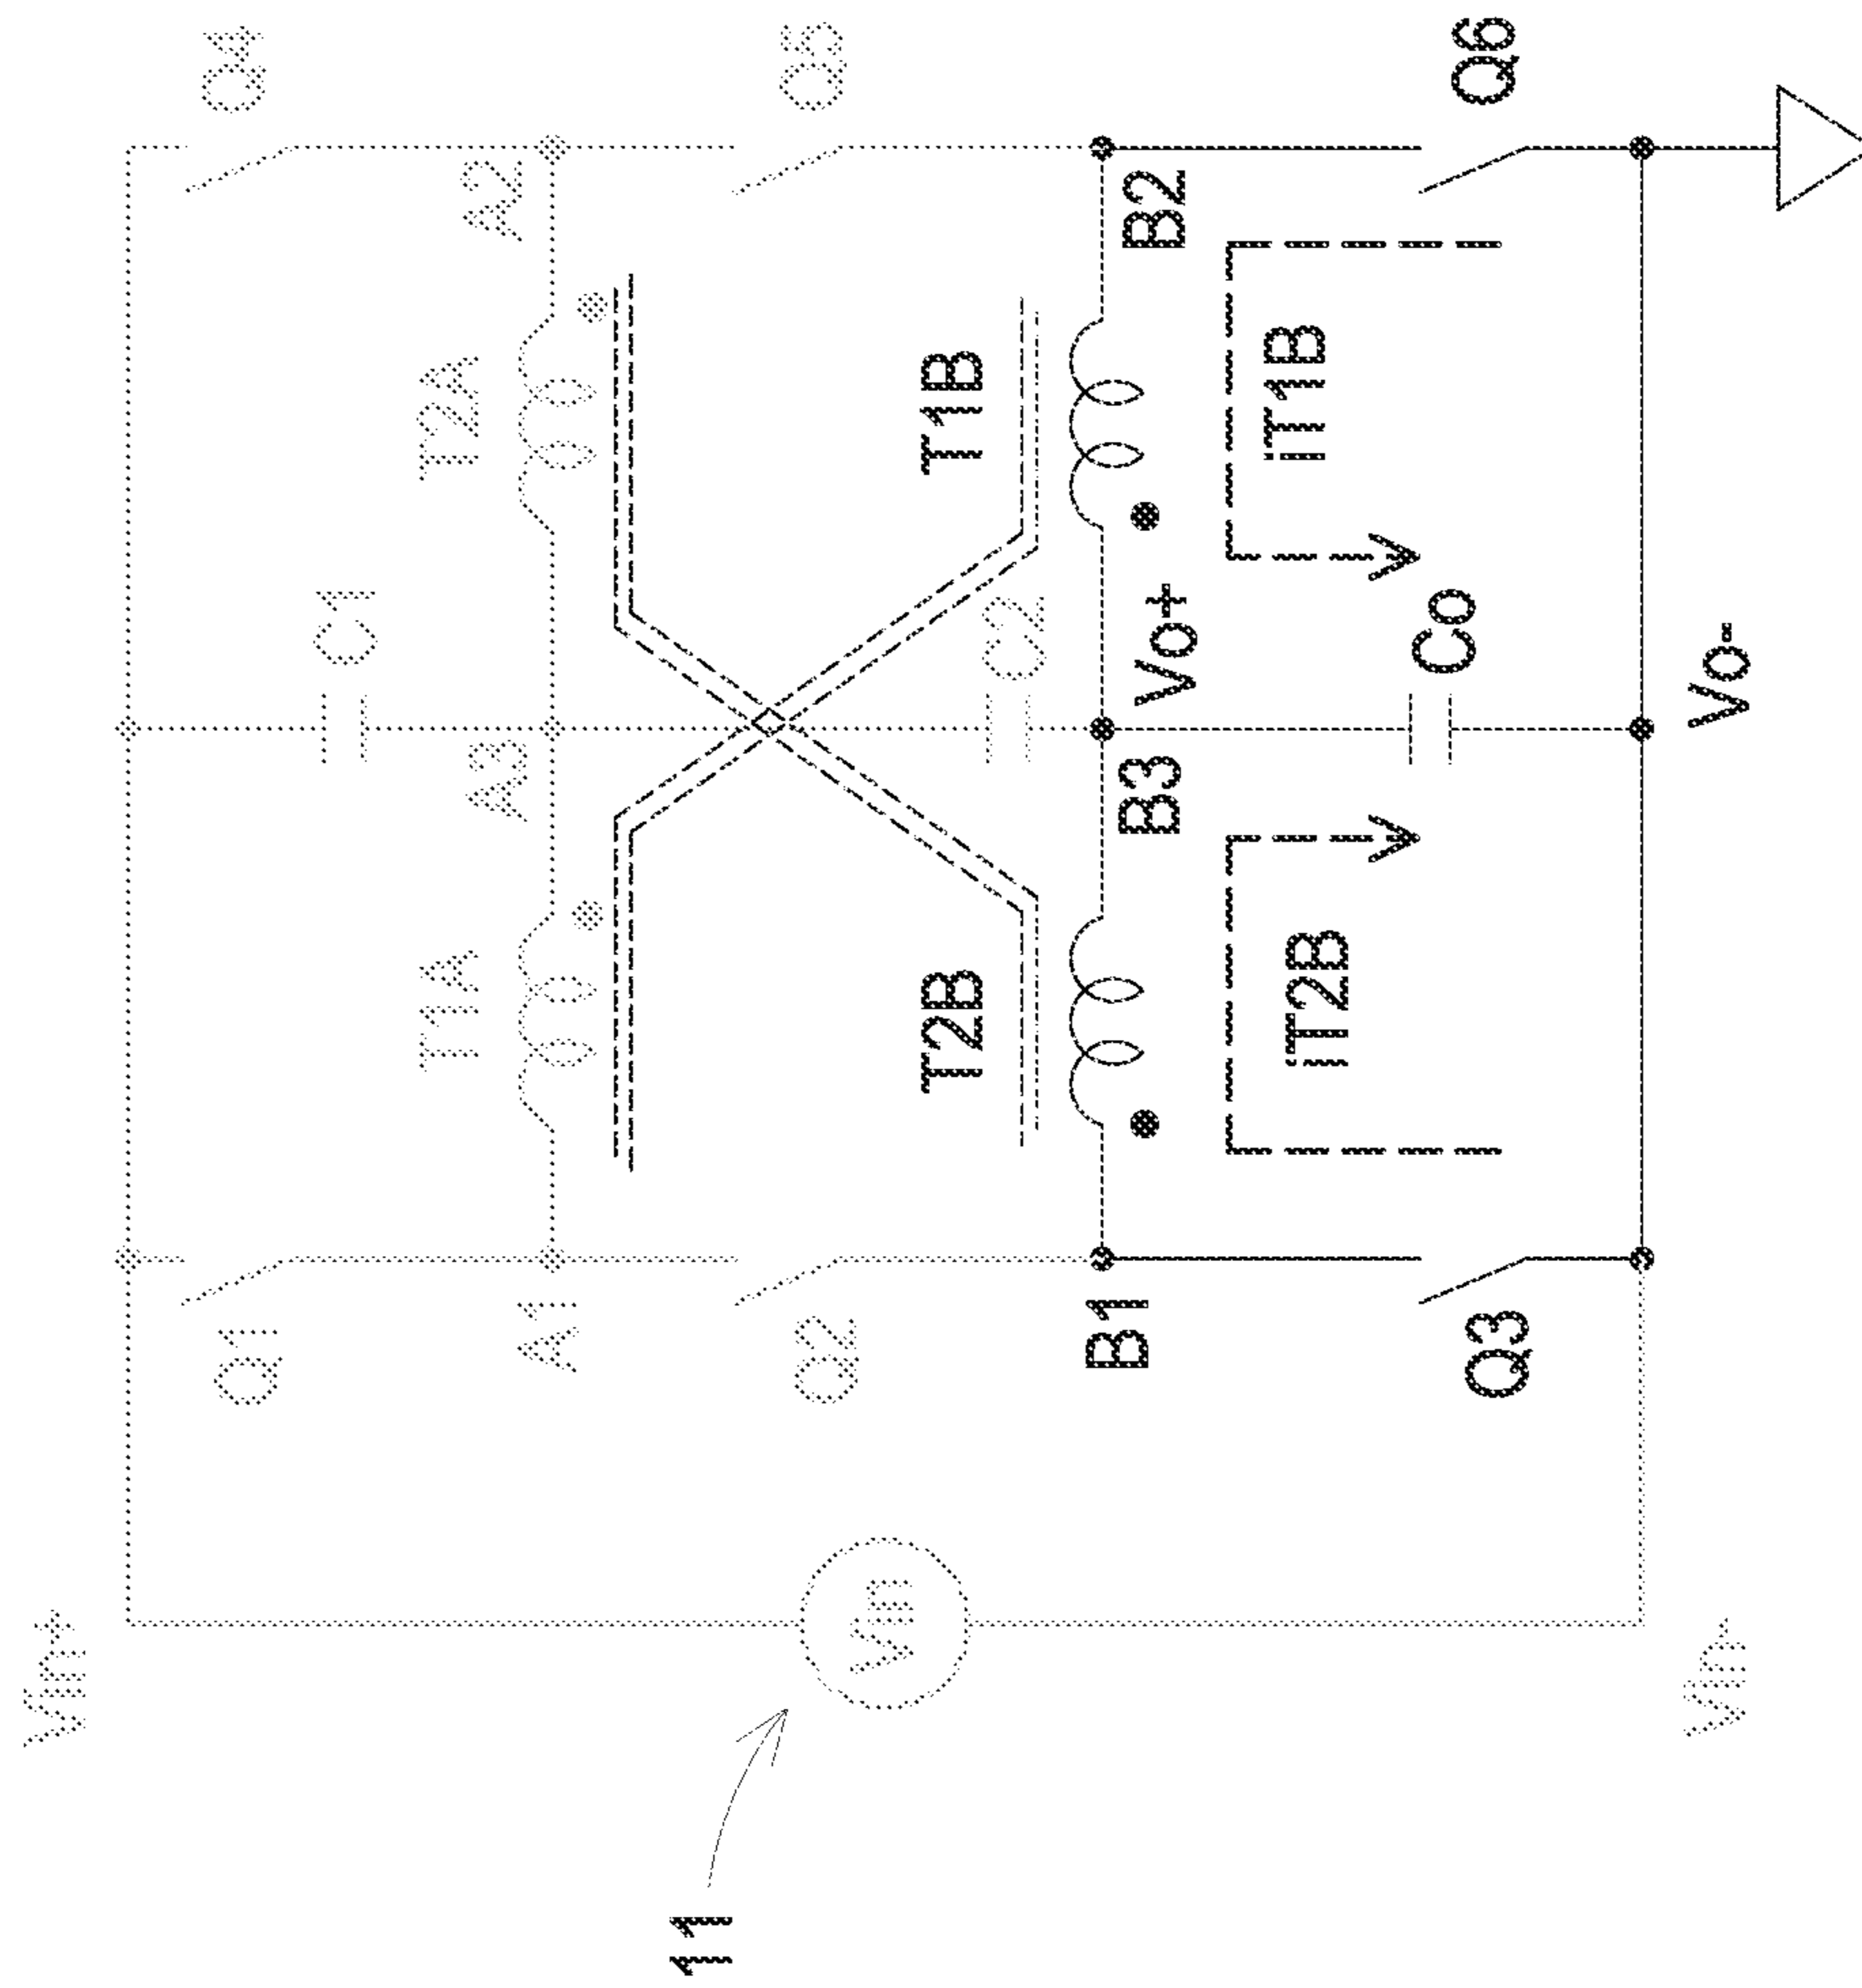 Vin+
Q1
Q4
C1
T1A
T2A
A1
A3
A2
Q2
C2
Q5
11
Vin
T2B
T1B
B1
B3
Vo+
B2
iT2B
iT1B
Q3
Co
Q6
Vin-
Vo-